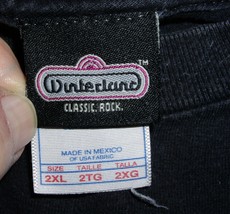 TM
Winterland
CLASSIC. ROCK.
MADE IN MEXICO
OF USA FABRIC
SIZE TAILLE TALLA
2XL 2TG 2XG